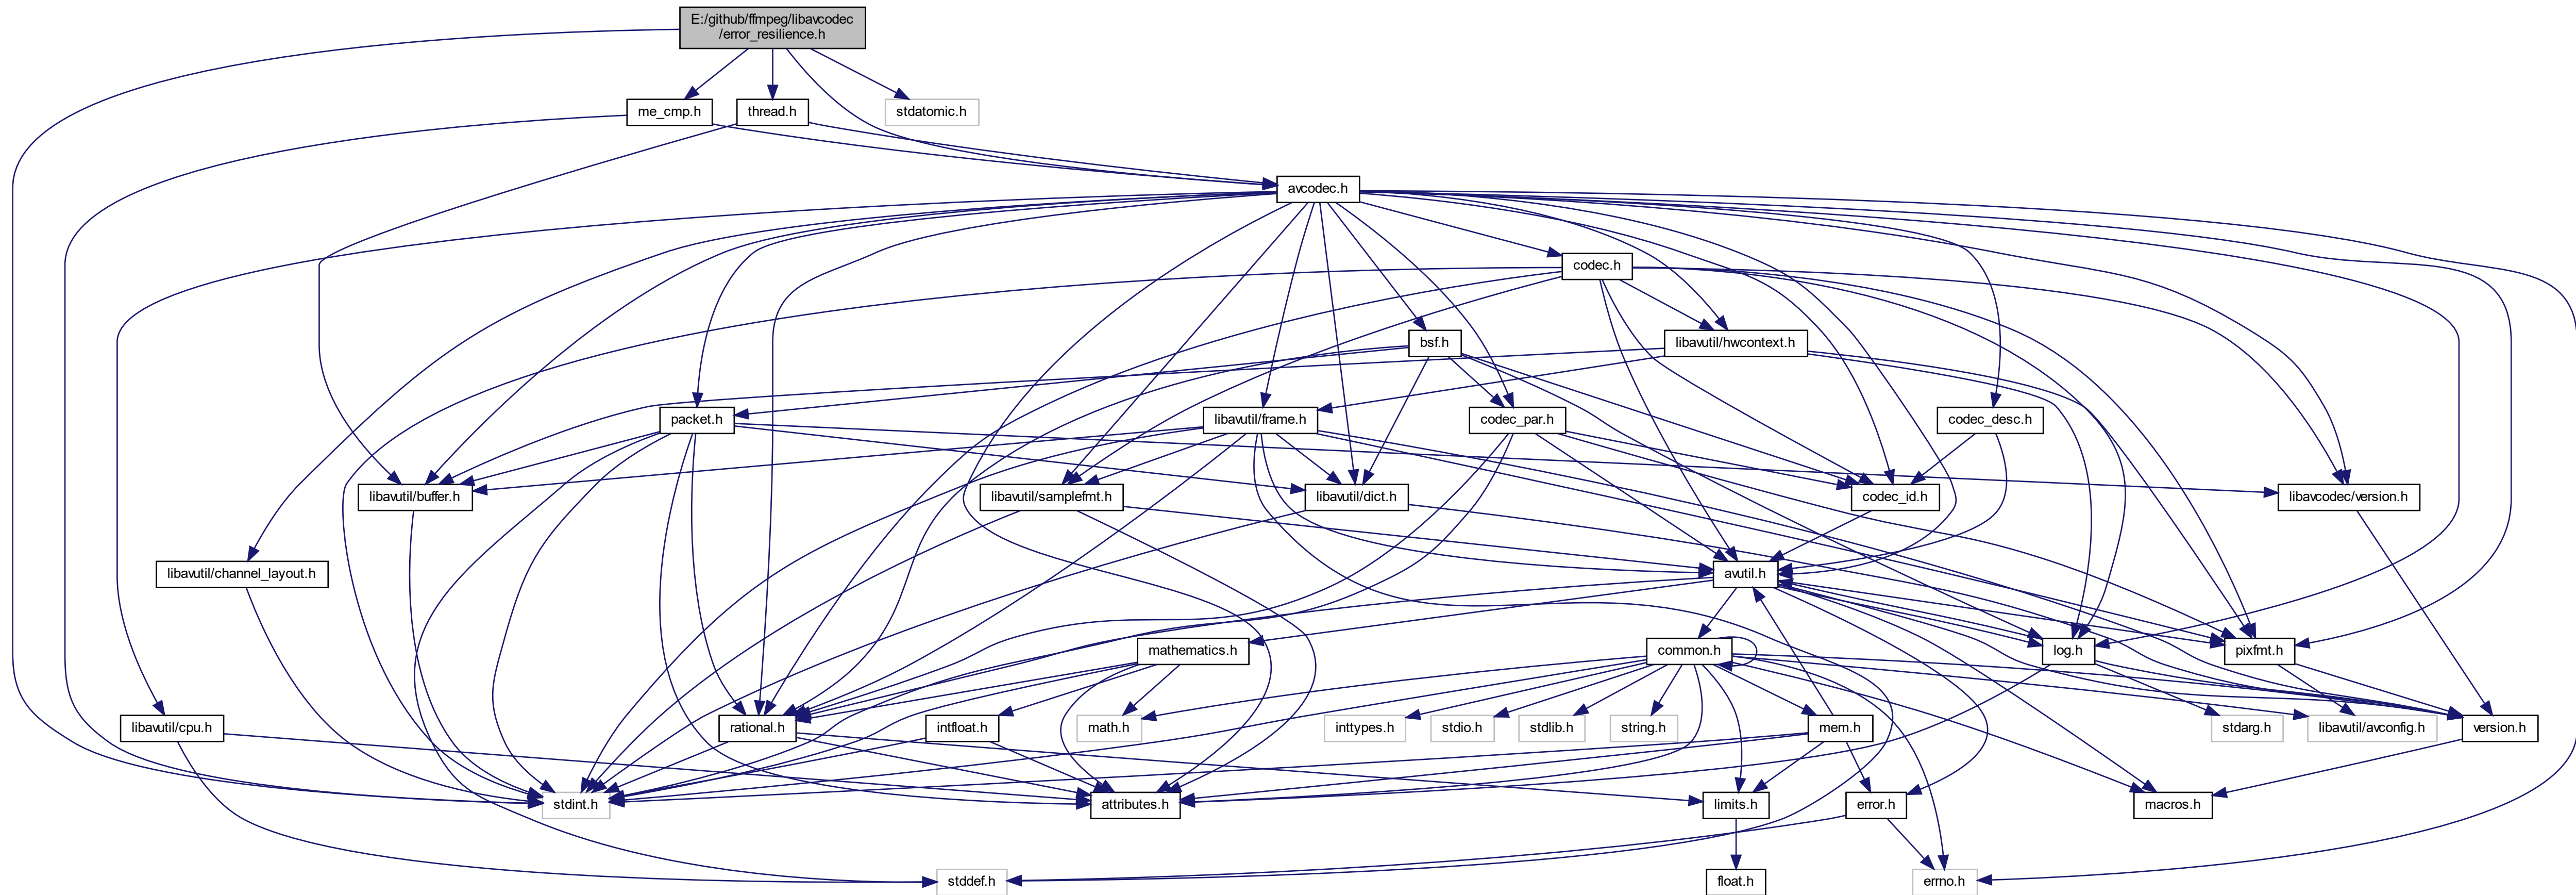 E:/github/ffmpeg/libavcodec
/error_resilience.h
me_cmp.h
thread.h
stdatomic.h
avcodec.h
codec.h
bsf.h
libavutil/hwcontext.h
packet.h
libavutil/frame.h
codec_par.h
codec_desc.h
libavutil/buffer.h
libavutil/samplefmt.h
libavutil/dict.h
codec_id.h
libavcodec/version.h
libavutil/channel_layout.h
avutil.h
mathematics.h
common.h
log.h
pixfmt.h
libavutil/cpu.h
rational.h
intfloat.h
math.h
inttypes.h
stdio.h
stdlib.h
string.h
mem.h
stdarg.h
libavutil/avconfig.h
version.h
stdint.h
attributes.h
limits.h
error.h
macros.h
stddef.h
float.h
errno.h